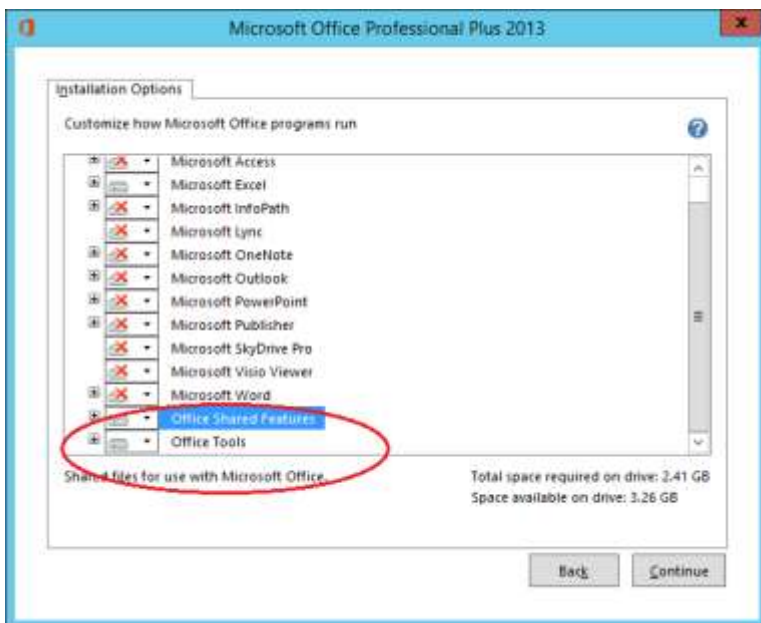 Microsoft Office Professional Plus 2013
Installation Options
Customize how Microsoft Office programs run
Microsoft Access
Microsoft Excel
Microsoft InfoPath
Microsoft Lync
Microsoft OneNote
Microsoft Outlook
Microsoft PowerPoint
Microsoft Publisher
Microsoft SkyDrive Pro
Microsoft Visio Viewer
Microsoft Word
Office Shared Features
Office Tools
Shared files for use with Microsoft Office.
Total space required on drive: 2.41 GB
Space available on drive: 3.26 GB
Back
Continue